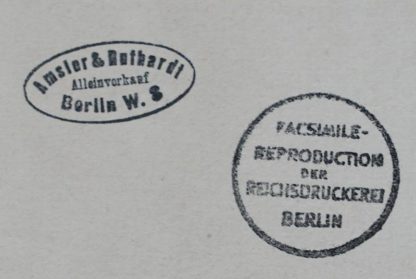 Amsler & Ruthardt
Alleinverkauf
Berlin W. 8
FACSIMILE-
REPRODUCTION
DER
REICHSDRUCKEREI
BERLIN